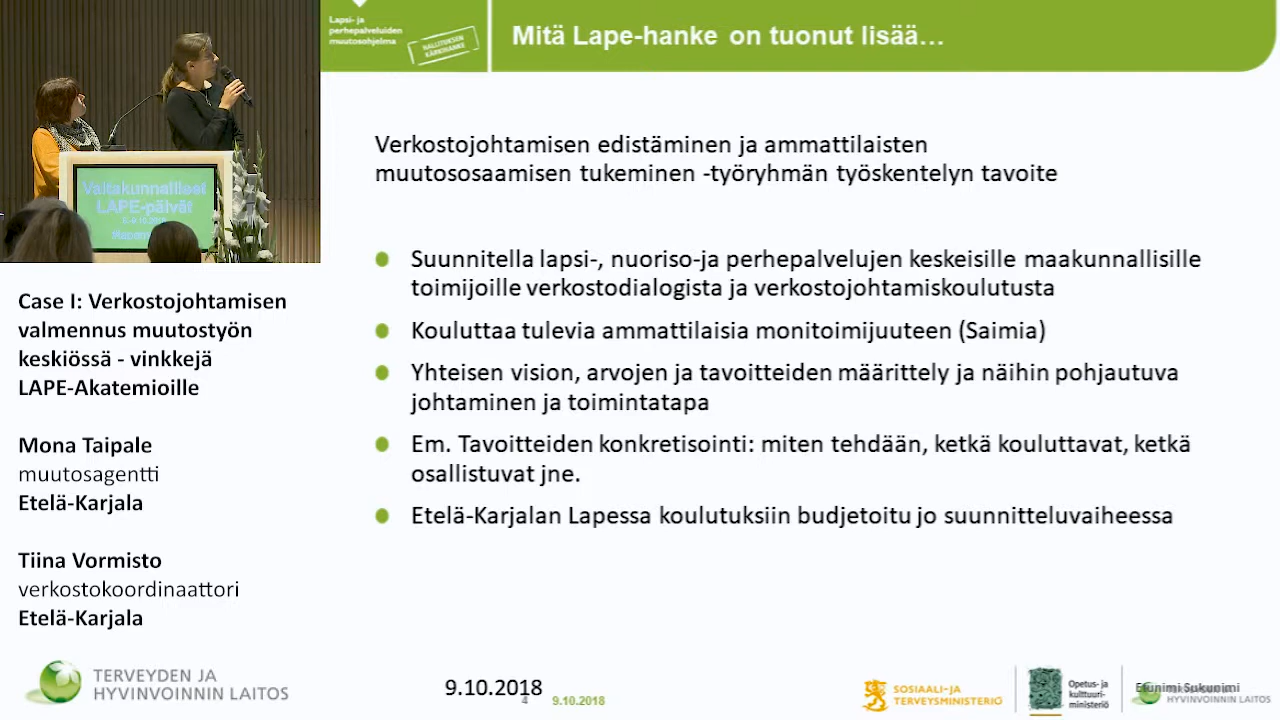 Lapsi- ja
perhepalveluiden
muutosohjelma
HALLITUKSEN
KÄRKIHANKE
Mitä Lape-hanke on tuonut lisää…
Valtakunnalliset
LAPE-päivät
Verkostojohtamisen edistäminen ja ammattilaisten
muutososaamisen tukeminen -työryhmän työskentelyn tavoite
Suunnitella lapsi-, nuoriso-ja perhepalvelujen keskeisille maakunnallisille
toimijoille verkostodialogista ja verkostojohtamiskoulutusta
Kouluttaa tulevia ammattilaisia monitoimijuuteen (Saimia)
Yhteisen vision, arvojen ja tavoitteiden määrittely ja näihin pohjautuva
johtaminen ja toimintatapa
Em. Tavoitteiden konkretisointi: miten tehdään, ketkä kouluttavat, ketkä
osallistuvat jne.
Etelä-Karjalan Lapessa koulutuksiin budjetoitu jo suunnitteluvaiheessa
Case I: Verkostojohtamisen
valmennus muutostyön
keskiössä - vinkkejä
LAPE-Akatemioille
Mona Taipale
muutosagentti
Etelä-Karjala
Tiina Vormisto
verkostokoordinaattori
Etelä-Karjala
TERVEYDEN JA
HYVINVOINNIN LAITOS
9.10.2018
4
9.10.2018
SOSIAALI- JA
TERVEYSMINISTERIÖ
Opetus- ja
kulttuuri-
ministeriö
Etunimi Sukunimi
HYVINVOINNIN LAITOS